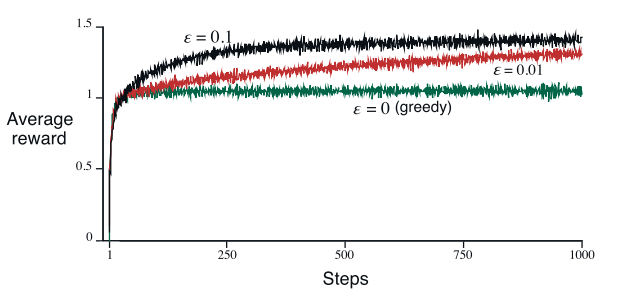 1.5
ε = 0.1
ε = 0.01
1
ε = 0 (greedy)
Average
reward
0.5
0
1
250
500
750
1000
Steps